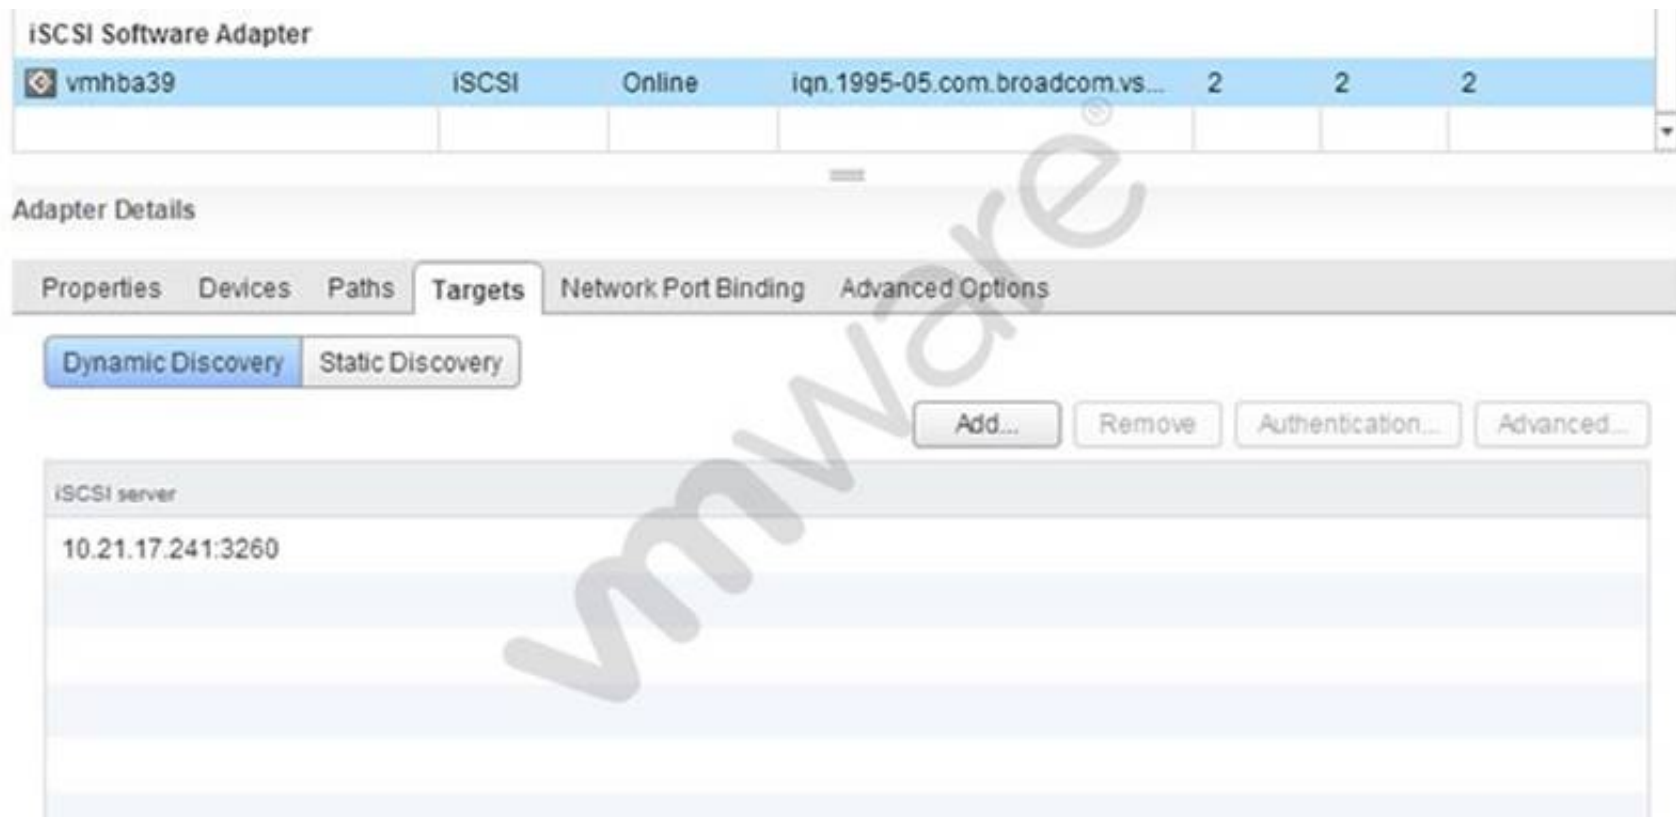 iSCSI Software Adapter
vmhba39 iSCSI Online iqn.1995-05.com.broadcom.vs... 2 2 2
Adapter Details
Properties Devices Paths Targets Network Port Binding Advanced Options
Dynamic Discovery Static Discovery
Add... Remove Authentication... Advanced...
iSCSI server
10.21.17.241:3260
vmware®